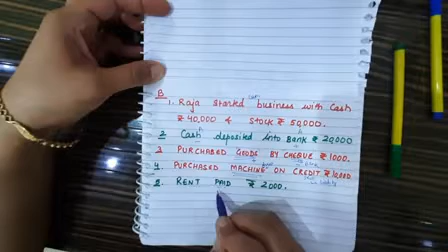 B
1. Raja started business with Cash
₹ 40,000 & Stock ₹ 50,000.
2. Cash deposited into Bank ₹ 20,000
3 Purchased Goods by Cheque ₹ 1000.
4. Purchased Machine on Credit ₹ 10,000
5. Rent Paid ₹ 2000.